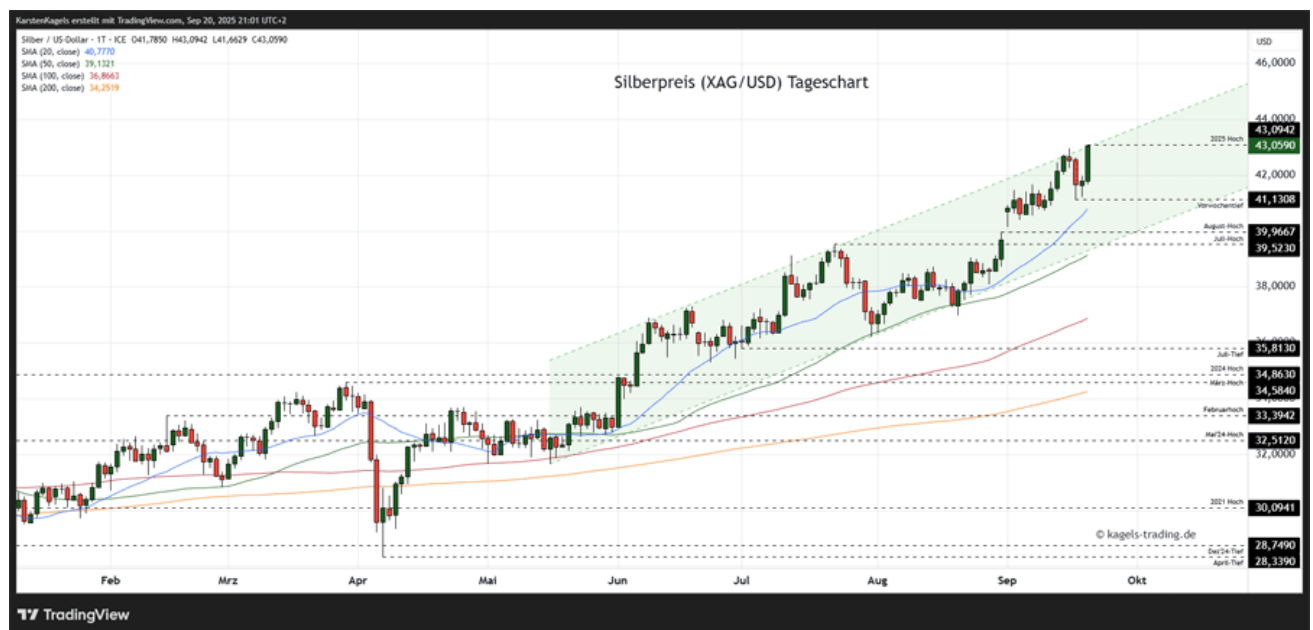 KarstenKagels erstellt mit TradingView.com, Sep 20, 2025 21:01 UTC+2
Silber / US-Dollar · 1T · ICE O41,7850 H43,0942 L41,6629 C43,0590
SMA (20, close) 40,7770
SMA (50, close) 39,1321
SMA (100, close) 36,8663
SMA (200, close) 34,2519
Silberpreis (XAG/USD) Tageschart
USD
46,0000
44,0000
43,0942
2025 Hoch
43,0590
42,0000
41,1308
Vorwochentief
August-Hoch
39,9667
Juli-Hoch
39,5230
38,0000
35,8130
Juli-Tief
2024 Hoch
34,8630
März-Hoch
34,5840
Februarhoch
33,3942
Mai'24-Hoch
32,5120
32,0000
2021 Hoch
30,0941
© kagels-trading.de
28,7490
Dez'24-Tief
April-Tief
28,3390
Feb Mrz Apr Mai Jun Jul Aug Sep Okt
TradingView